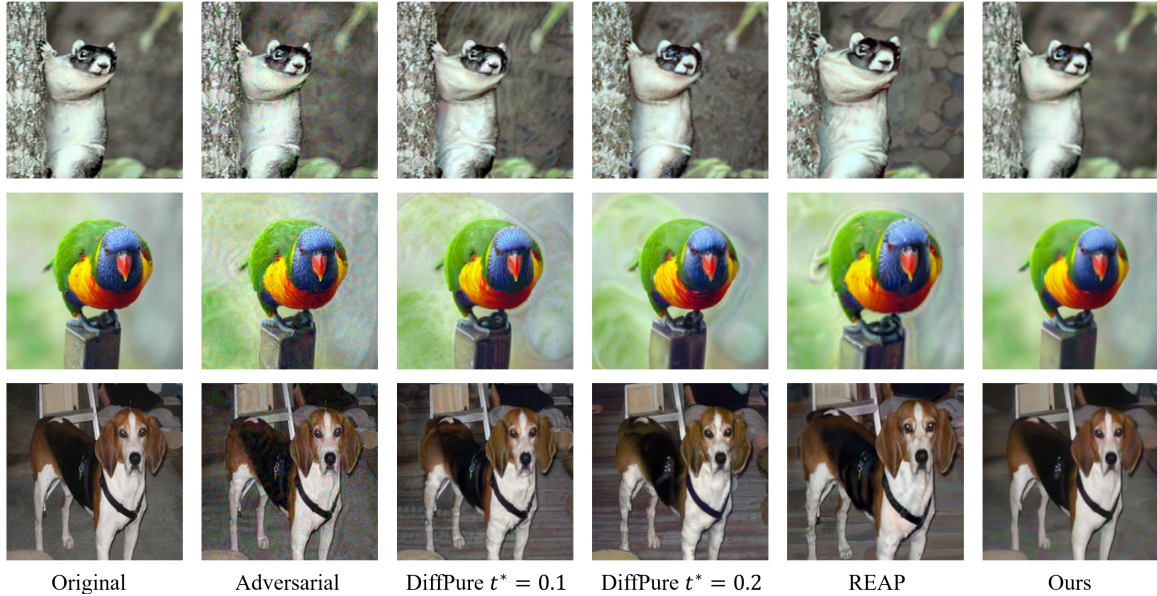 Original Adversarial DiffPure t* = 0.1 DiffPure t* = 0.2 REAP Ours